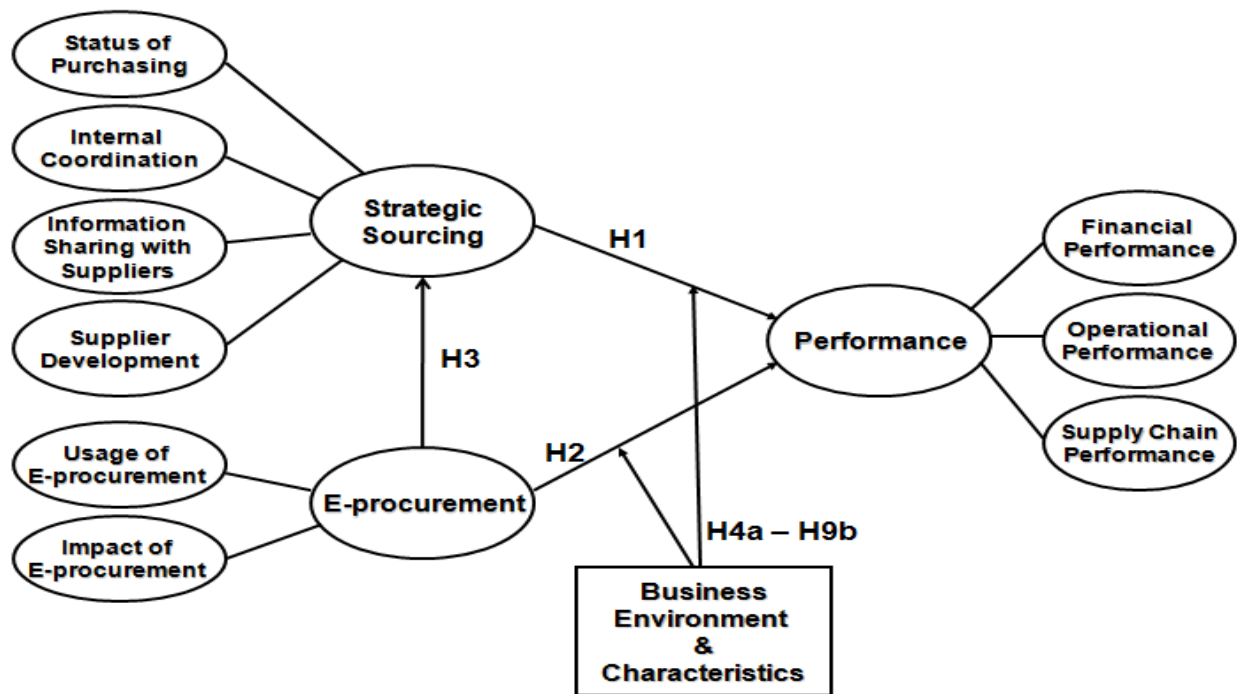 Status of
Purchasing
Internal
Coordination
Information
Sharing with
Suppliers
Supplier
Development
Usage of
E-procurement
Impact of
E-procurement
Strategic
Sourcing
H3
E-procurement
H1
H2
H4a – H9b
Business
Environment
&
Characteristics
Performance
Financial
Performance
Operational
Performance
Supply Chain
Performance